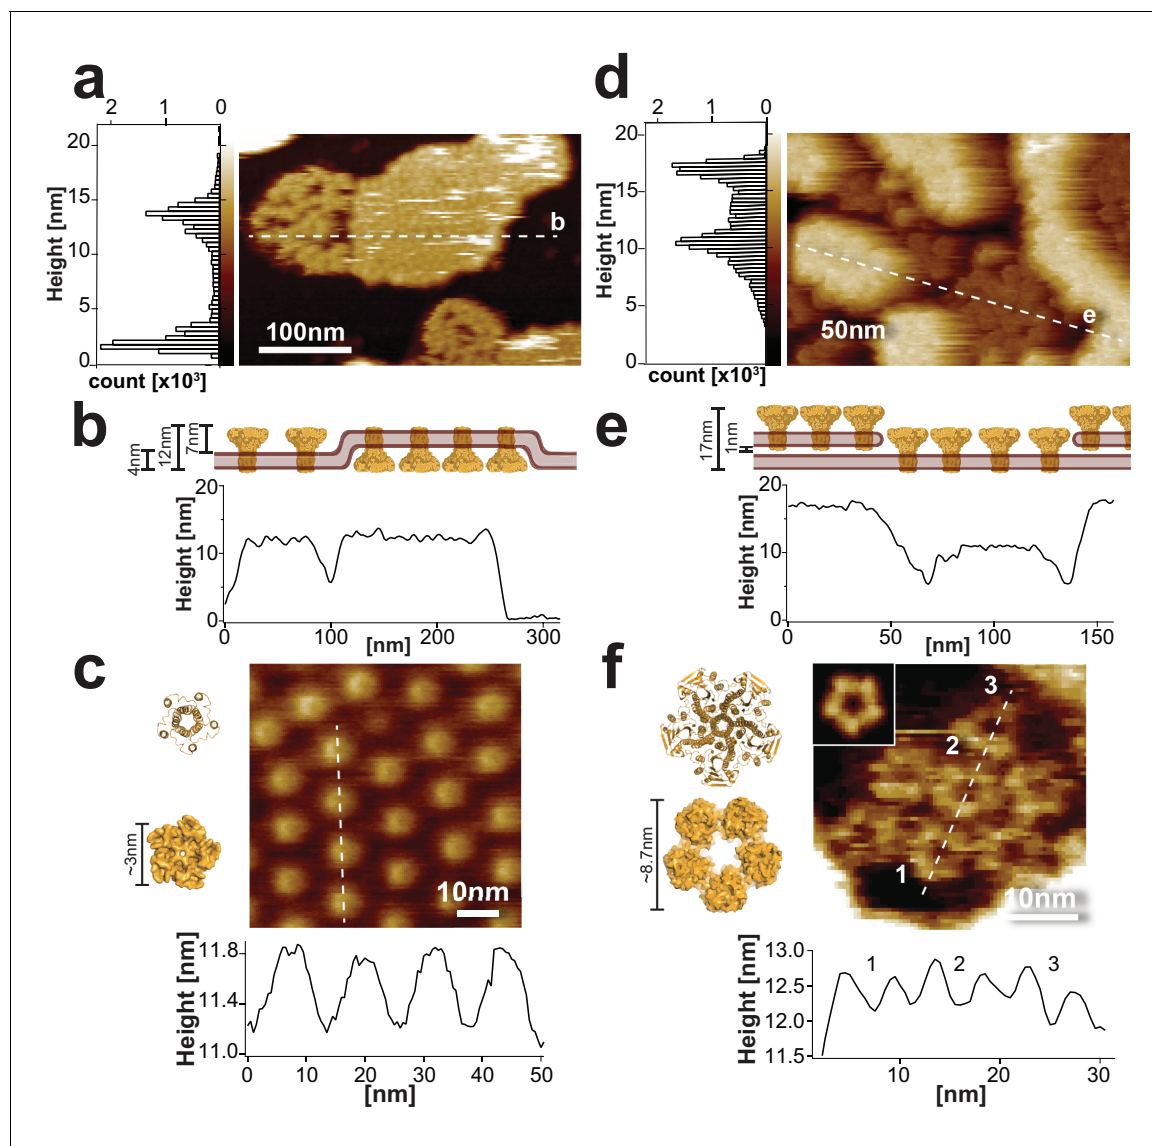 a
2 1 0
20
15
10
5
0
Height [nm]
count [x10³]
b
100nm
d
2 1 0
20
15
10
5
0
Height [nm]
count [x10³]
50nm
e
b
4nm
12nm
7nm
20
10
0
Height [nm]
0 100 200 300
[nm]
e
17nm
1nm
20
10
0
Height [nm]
0 50 100 150
[nm]
c
~3nm
10nm
11.8
11.4
11.0
Height [nm]
0 10 20 30 40 50
[nm]
f
~8.7nm
3
2
1
10nm
13.0
12.5
12.0
11.5
Height [nm]
1 2 3
10 20 30
[nm]